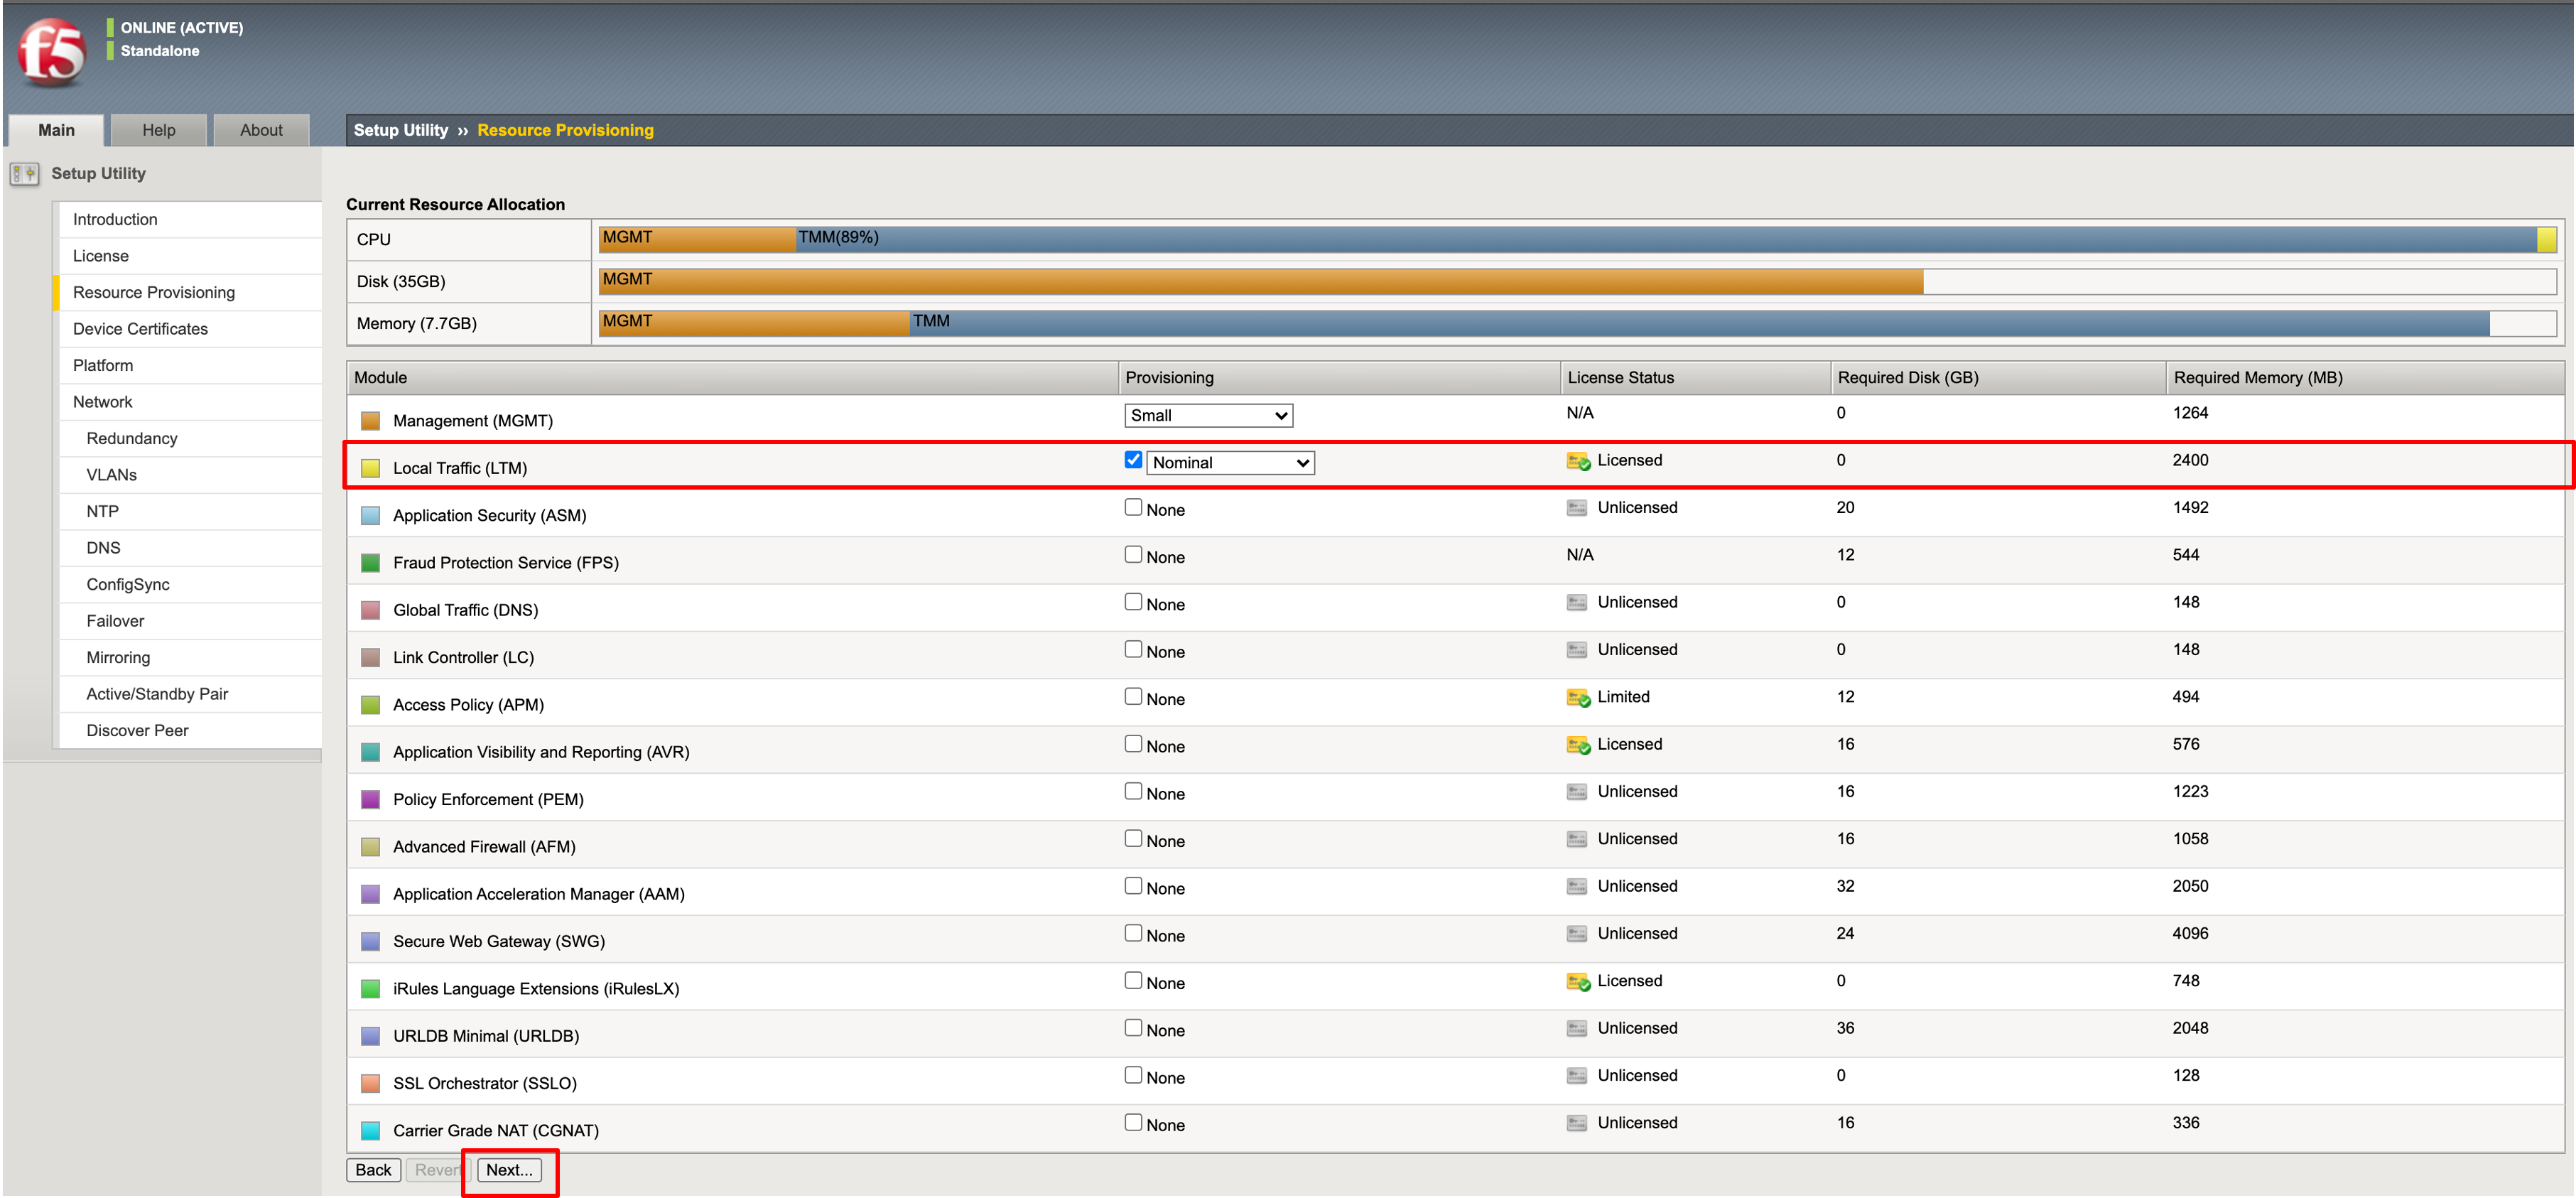 f5
ONLINE (ACTIVE)
Standalone
Main Help About
Setup Utility ›› Resource Provisioning
Setup Utility
Introduction
License
Resource Provisioning
Device Certificates
Platform
Network
Redundancy
VLANs
NTP
DNS
ConfigSync
Failover
Mirroring
Active/Standby Pair
Discover Peer
Current Resource Allocation
CPU MGMT TMM(89%)
Disk (35GB) MGMT
Memory (7.7GB) MGMT TMM
Module Provisioning License Status Required Disk (GB) Required Memory (MB)
Management (MGMT) Small N/A 0 1264
Local Traffic (LTM) Nominal Licensed 0 2400
Application Security (ASM) None Unlicensed 20 1492
Fraud Protection Service (FPS) None N/A 12 544
Global Traffic (DNS) None Unlicensed 0 148
Link Controller (LC) None Unlicensed 0 148
Access Policy (APM) None Limited 12 494
Application Visibility and Reporting (AVR) None Licensed 16 576
Policy Enforcement (PEM) None Unlicensed 16 1223
Advanced Firewall (AFM) None Unlicensed 16 1058
Application Acceleration Manager (AAM) None Unlicensed 32 2050
Secure Web Gateway (SWG) None Unlicensed 24 4096
iRules Language Extensions (iRulesLX) None Licensed 0 748
URLDB Minimal (URLDB) None Unlicensed 36 2048
SSL Orchestrator (SSLO) None Unlicensed 0 128
Carrier Grade NAT (CGNAT) None Unlicensed 16 336
Back Revert Next...